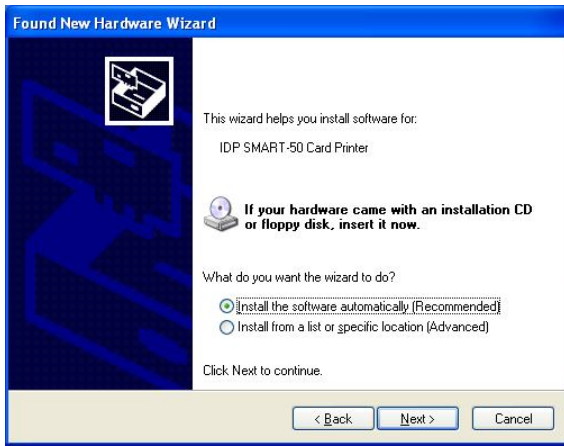 Found New Hardware Wizard
This wizard helps you install software for:
IDP SMART-50 Card Printer
If your hardware came with an installation CD
or floppy disk, insert it now.
What do you want the wizard to do?
Install the software automatically (Recommended)
Install from a list or specific location (Advanced)
Click Next to continue.
< Back Next > Cancel